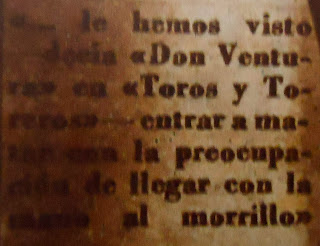 «— le hemos visto
—decía «Don Ventu-
ra» en «Toros y To-
reros»— entrar a ma-
tar con la preocupa-
ción de llegar con la
mano al morrillo»